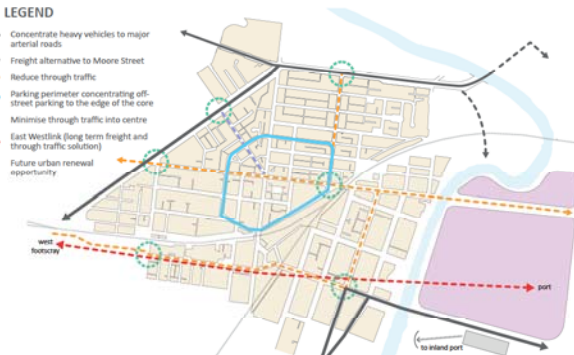 LEGEND
Concentrate heavy vehicles to major
arterial roads
Freight alternative to Moore Street
Reduce through traffic
Parking perimeter concentrating off-
street parking to the edge of the core
Minimise through traffic into centre
East Westlink (long term freight and
through traffic solution)
Future urban renewal
opportunity
west
footscray
port
to inland port